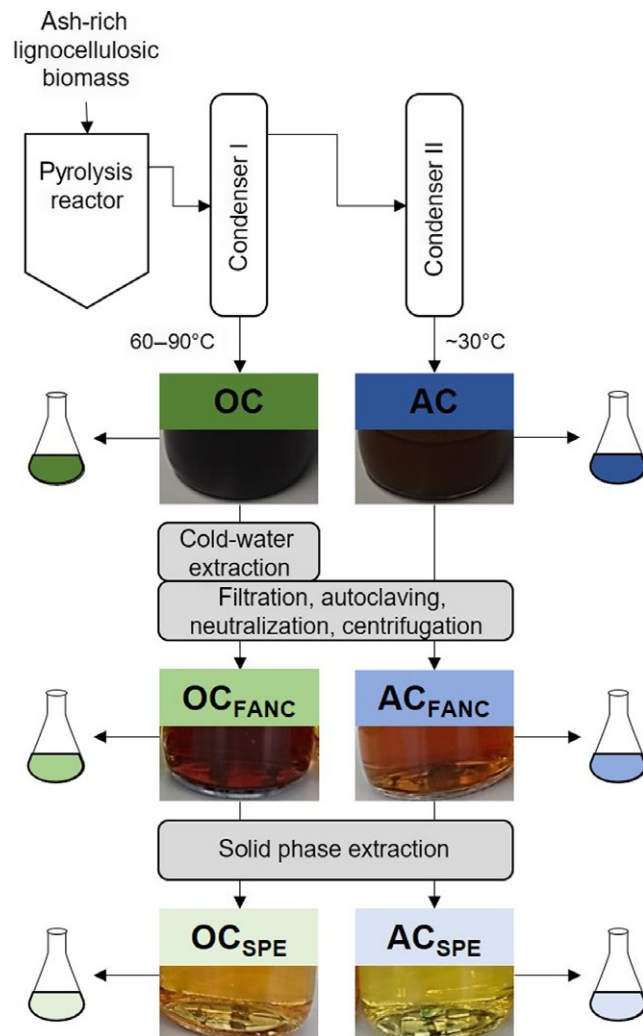 Ash-rich
lignocellulosic
biomass
Pyrolysis
reactor
Condenser I
Condenser II
60–90°C
~30°C
OC
AC
Cold-water
extraction
Filtration, autoclaving,
neutralization, centrifugation
OCFANC
ACFANC
Solid phase extraction
OCSPE
ACSPE